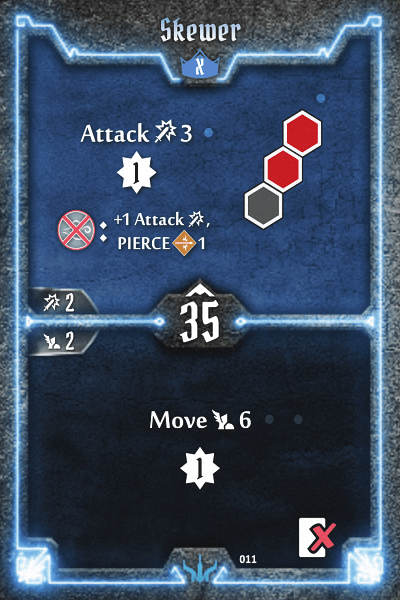 Skewer
א
Attack 3
1
+1 Attack ,
PIERCE 1
2
35
2
Move 6
1
011